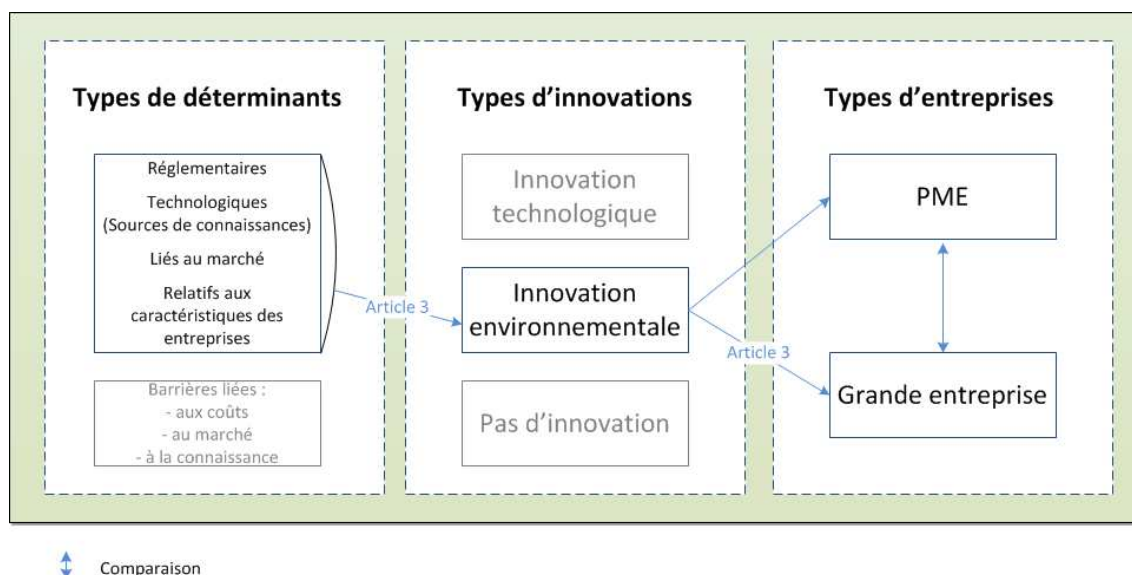 Types de déterminants
Réglementaires
Technologiques
(Sources de connaissances)
Liés au marché
Relatifs aux
caractéristiques des
entreprises
Barrières liées :
- aux coûts
- au marché
- à la connaissance
Article 3
Types d’innovations
Innovation
technologique
Innovation
environnementale
Pas d’innovation
Article 3
Types d’entreprises
PME
Grande entreprise
Comparaison